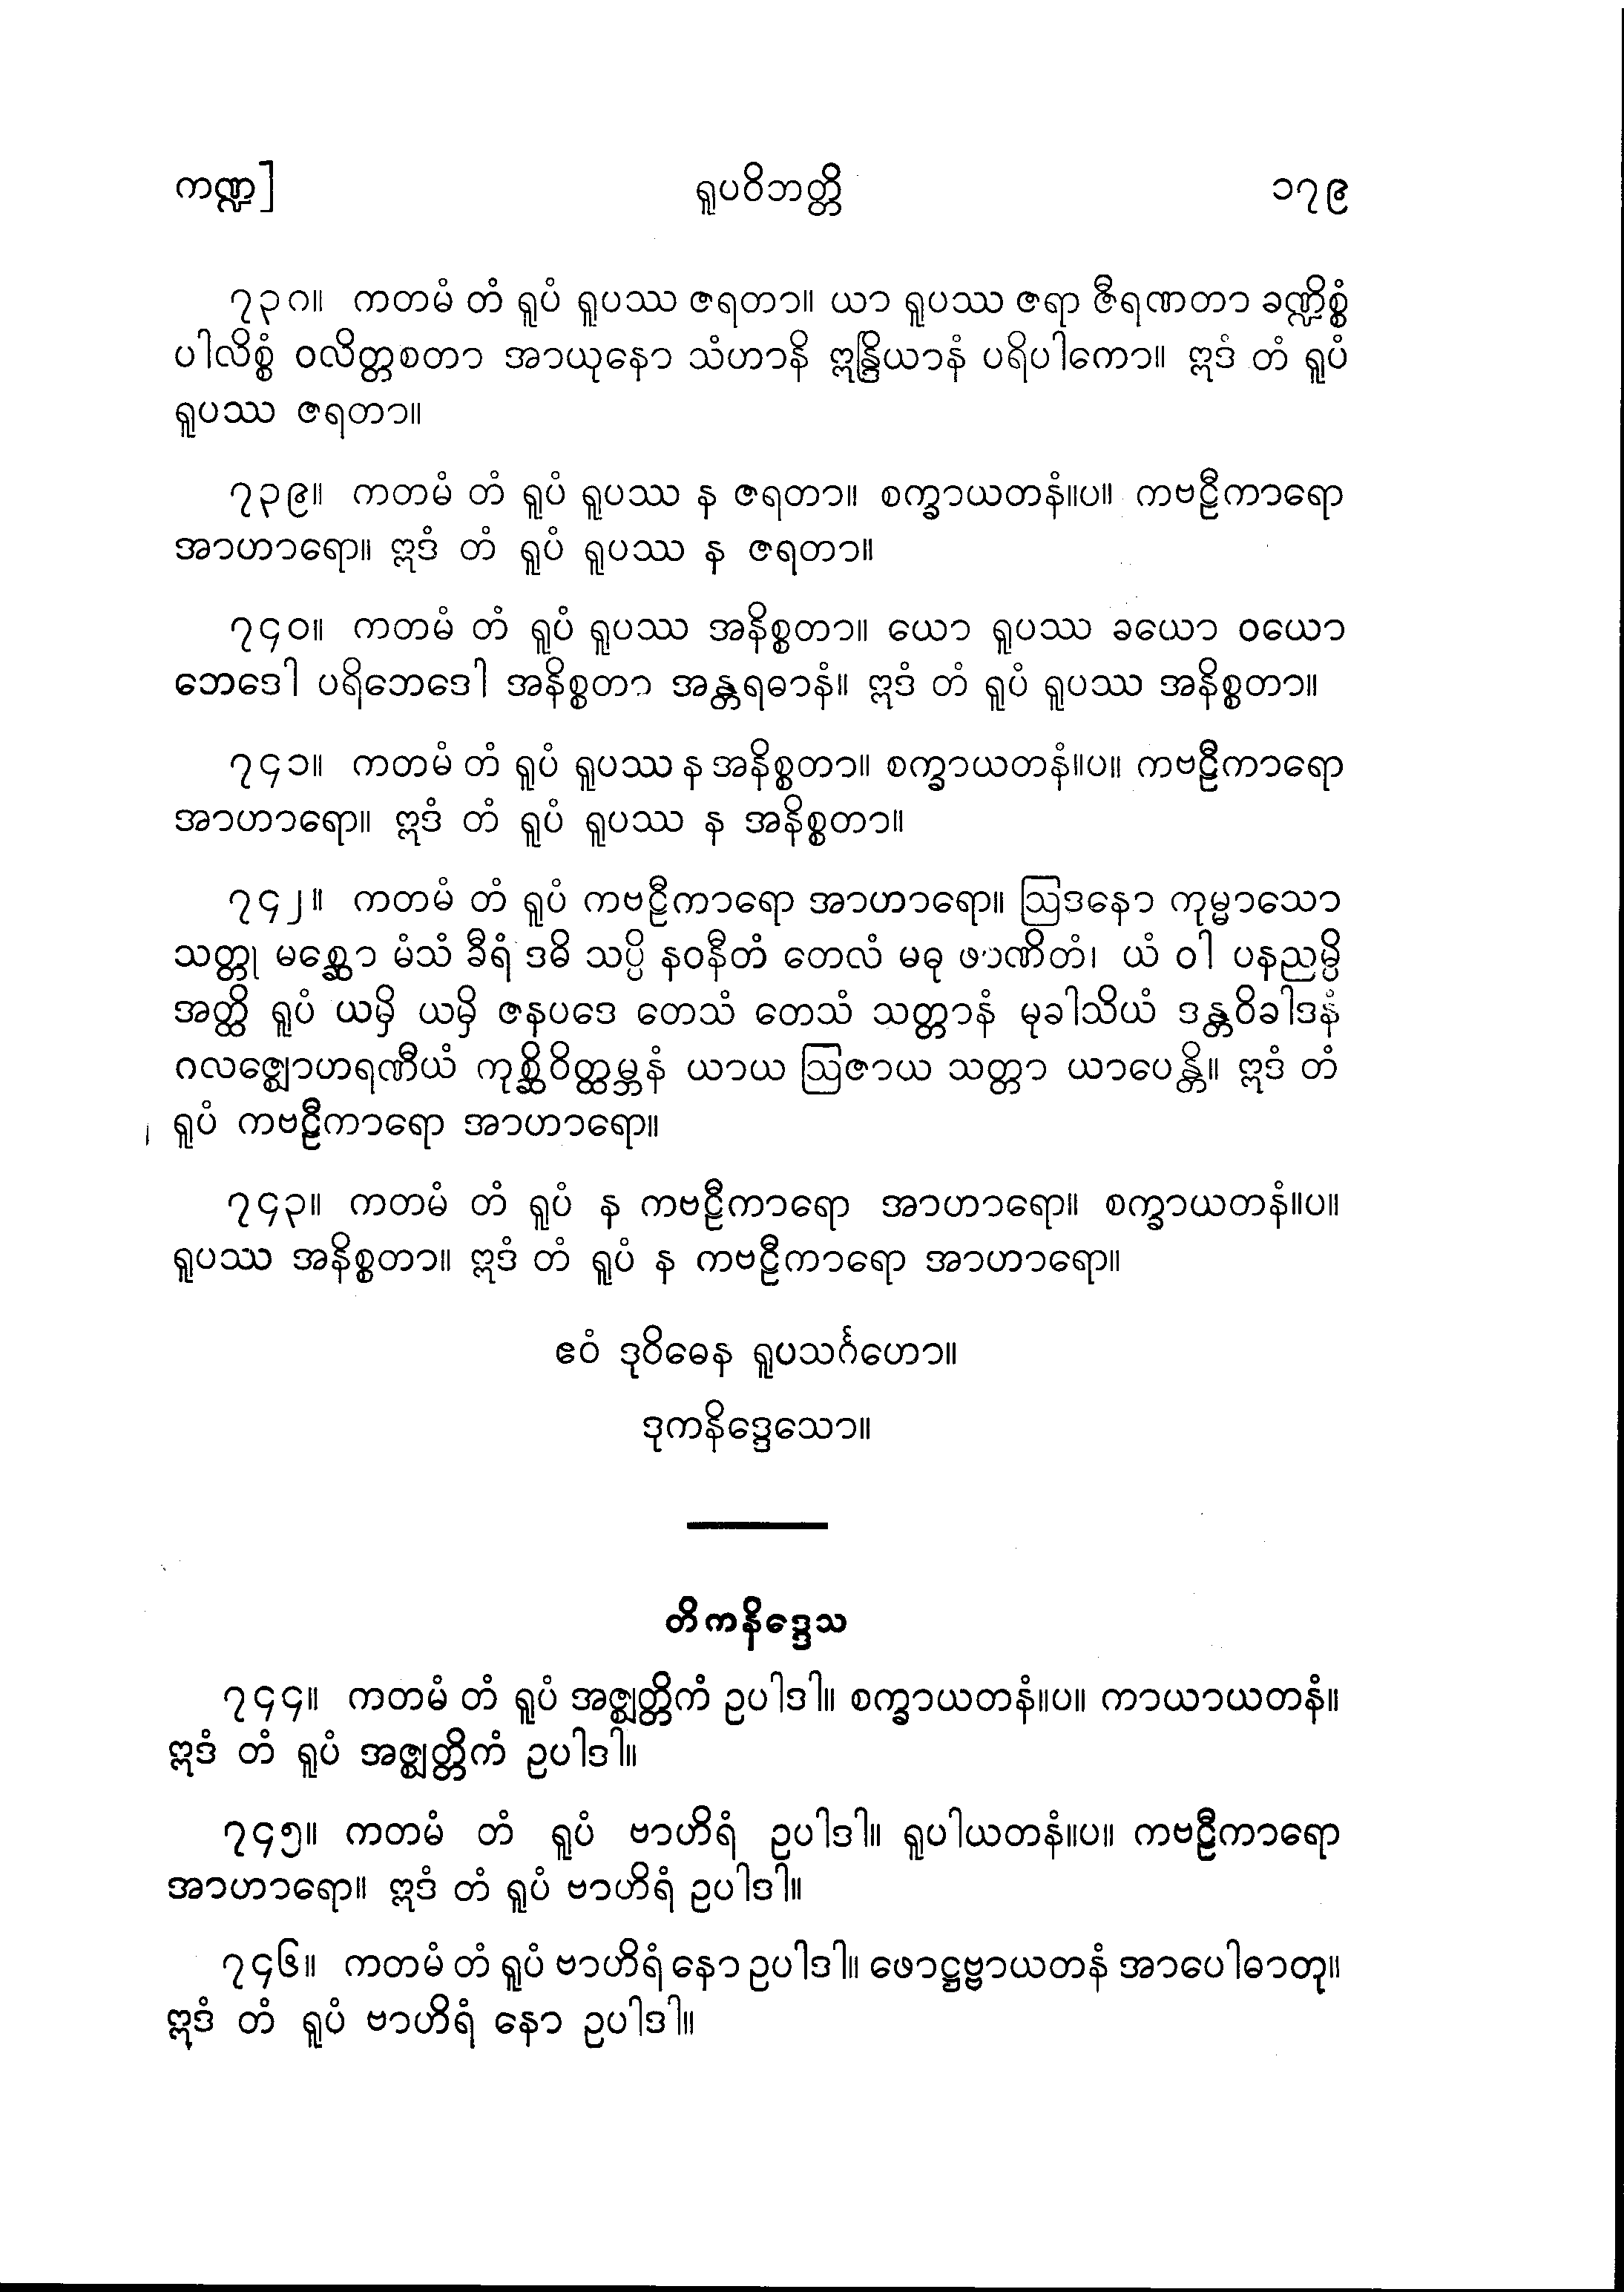 ကဏ္ဍ] ရူပဝိဘတ္တိ ၁၇၉
၇၃၈။ ကတမံ တံ ရူပံ ရူပဿ ဇရတာ။ ယာ ရူပဿ ဇရာ ဇီရဏတာ ခဏ္ဍိစ္စံ
ပါလိစ္စံ ဝလိတ္တစတာ အာယုနော သံဟာနိ ဣန္ဒြိယာနံ ပရိပါကော။ ဣဒံ တံ ရူပံ
ရူပဿ ဇရတာ။
၇၃၉။ ကတမံ တံ ရူပံ ရူပဿ န ဇရတာ။ စက္ခာယတနံ။ပ။ ကဗဠီကာရော
အာဟာရော။ ဣဒံ တံ ရူပံ ရူပဿ န ဇရတာ။
၇၄၀။ ကတမံ တံ ရူပံ ရူပဿ အနိစ္စတာ။ ယော ရူပဿ ခယော ဝယော
ဘေဒေါ ပရိဘေဒေါ အနိစ္စတာ အန္တရဓာနံ။ ဣဒံ တံ ရူပံ ရူပဿ အနိစ္စတာ။
၇၄၁။ ကတမံ တံ ရူပံ ရူပဿ န အနိစ္စတာ။ စက္ခာယတနံ။ပ။ ကဗဠီကာရော
အာဟာရော။ ဣဒံ တံ ရူပံ ရူပဿ န အနိစ္စတာ။
၇၄၂။ ကတမံ တံ ရူပံ ကဗဠီကာရော အာဟာရော။ ဩဒနော ကုမ္မာသော
သတ္တု မစ္ဆော မံသံ ခီရံ ဒဓိ သပ္ပိ နဝနီတံ တေလံ မဓု ဖာဏိတံ၊ ယံ ဝါ ပနညမ္ပိ
အတ္ထိ ရူပံ ယမှိ ယမှိ ဇနပဒေ တေသံ တေသံ သတ္တာနံ မုခါသိယံ ဒန္တဝိခါဒနံ
ဂလဇ္ဈောဟရဏီယံ ကုစ္ဆိဝိတ္ထမ္ဘနံ ယာယ ဩဇာယ သတ္တာ ယာပေန္တိ။ ဣဒံ တံ
ရူပံ ကဗဠီကာရော အာဟာရော။
၇၄၃။ ကတမံ တံ ရူပံ န ကဗဠီကာရော အာဟာရော။ စက္ခာယတနံ။ပ။
ရူပဿ အနိစ္စတာ။ ဣဒံ တံ ရူပံ န ကဗဠီကာရော အာဟာရော။
ဧဝံ ဒုဝိဓေန ရူပသင်္ဂဟော။
ဒုကနိဒ္ဒေသော။
တိကနိဒ္ဒေသ
၇၄၄။ ကတမံ တံ ရူပံ အဇ္ဈတ္တိကံ ဥပါဒါ။ စက္ခာယတနံ။ပ။ ကာယာယတနံ။
ဣဒံ တံ ရူပံ အဇ္ဈတ္တိကံ ဥပါဒါ။
၇၄၅။ ကတမံ တံ ရူပံ ဗာဟိရံ ဥပါဒါ။ ရူပါယတနံ။ပ။ ကဗဠီကာရော
အာဟာရော။ ဣဒံ တံ ရူပံ ဗာဟိရံ ဥပါဒါ။
၇၄၆။ ကတမံ တံ ရူပံ ဗာဟိရံ နော ဥပါဒါ။ ဖောဋ္ဌဗ္ဗာယတနံ အာပေါဓာတု။
ဣဒံ တံ ရူပံ ဗာဟိရံ နော ဥပါဒါ။